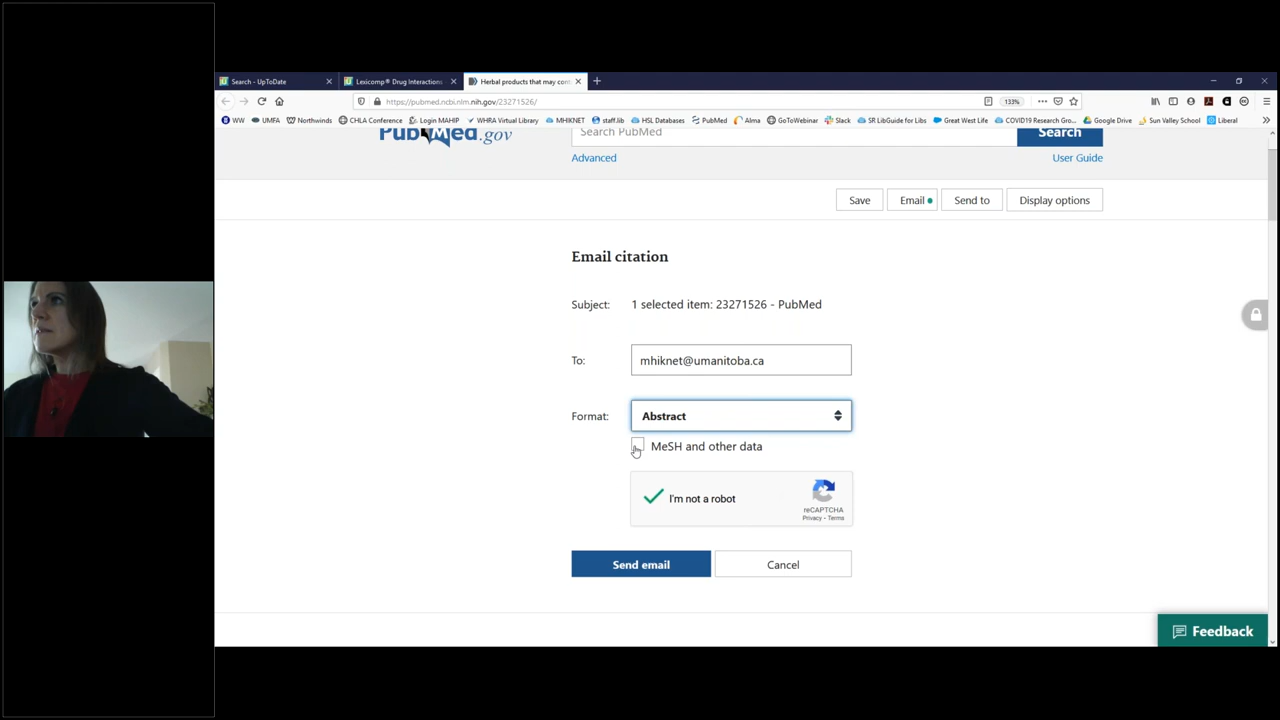 Search - UpToDate
Lexicomp® Drug Interactions
Herbal products that may cont
https://pubmed.ncbi.nlm.nih.gov/23271526/
133%
WW UMFA Northwinds CHLA Conference Login MAHIP WHRA Virtual Library MHIKNET staff.lib HSL Databases PubMed Alma GoToWebinar Slack SR LibGuide for Libs Great West Life COVID19 Research Gro... Google Drive Sun Valley School Liberal
PubMed.gov
Search PubMed
Search
Advanced
User Guide
Save
Email
Send to
Display options
Email citation
Subject: 1 selected item: 23271526 - PubMed
To: mhiknet@umanitoba.ca
Format: Abstract
MeSH and other data
I'm not a robot
reCAPTCHA
Privacy - Terms
Send email
Cancel
Feedback